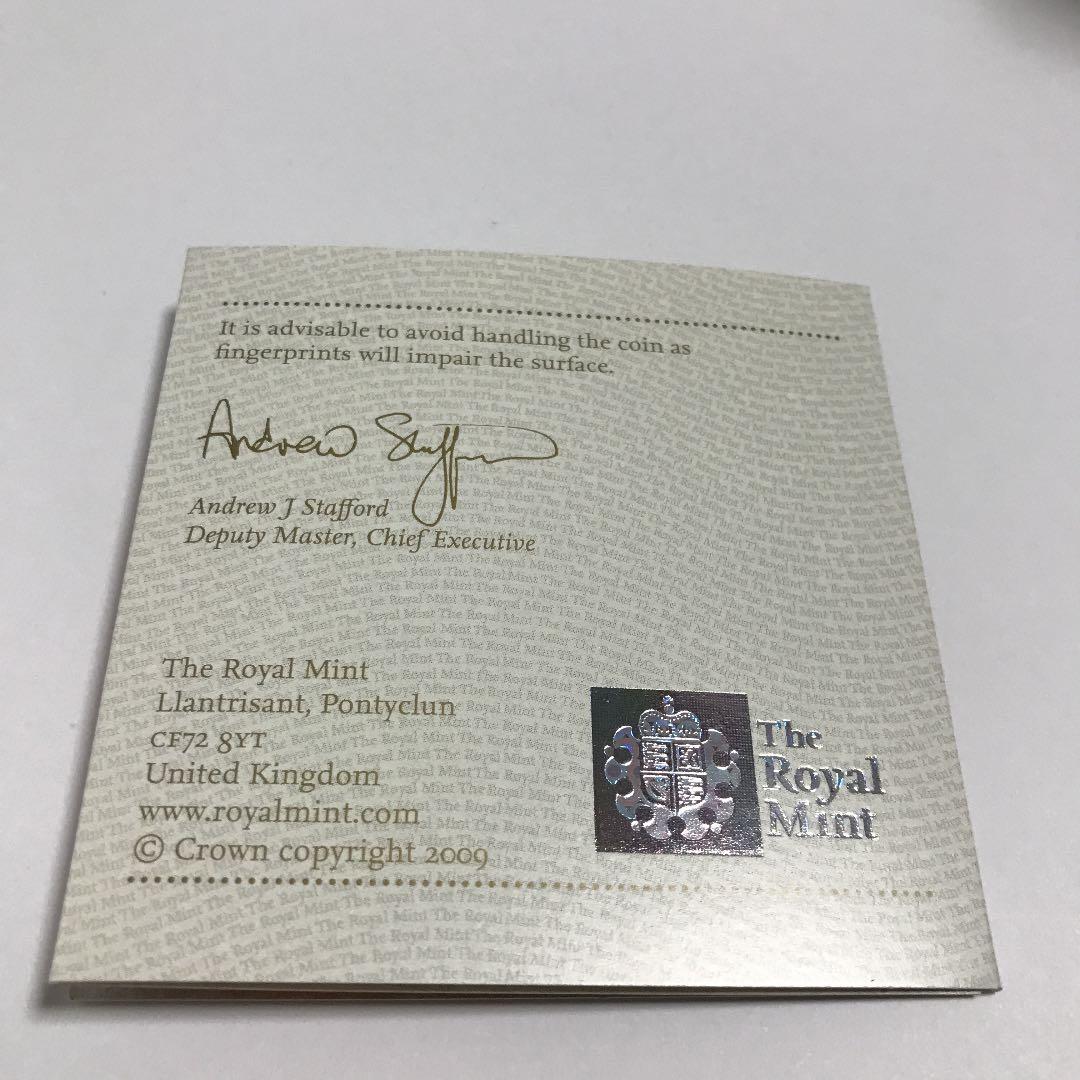 It is advisable to avoid handling the coin as
fingerprints will impair the surface.
Andrew Stafford
Andrew J Stafford
Deputy Master, Chief Executive
The Royal Mint
Llantrisant, Pontyclun
CF72 8YT
United Kingdom
www.royalmint.com
© Crown copyright 2009
The
Royal
Mint